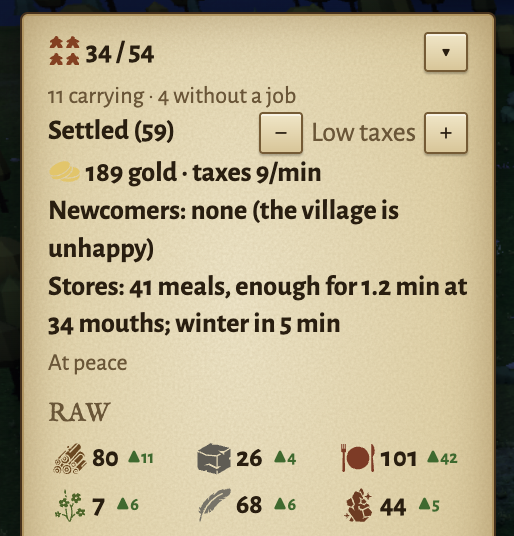 34 / 54
▼
11 carrying · 4 without a job
Settled (59)
− Low taxes +
189 gold · taxes 9/min
Newcomers: none (the village is
unhappy)
Stores: 41 meals, enough for 1.2 min at
34 mouths; winter in 5 min
At peace
RAW
80 ▲11 26 ▲4 101 ▲42
7 ▲6 68 ▲6 44 ▲5